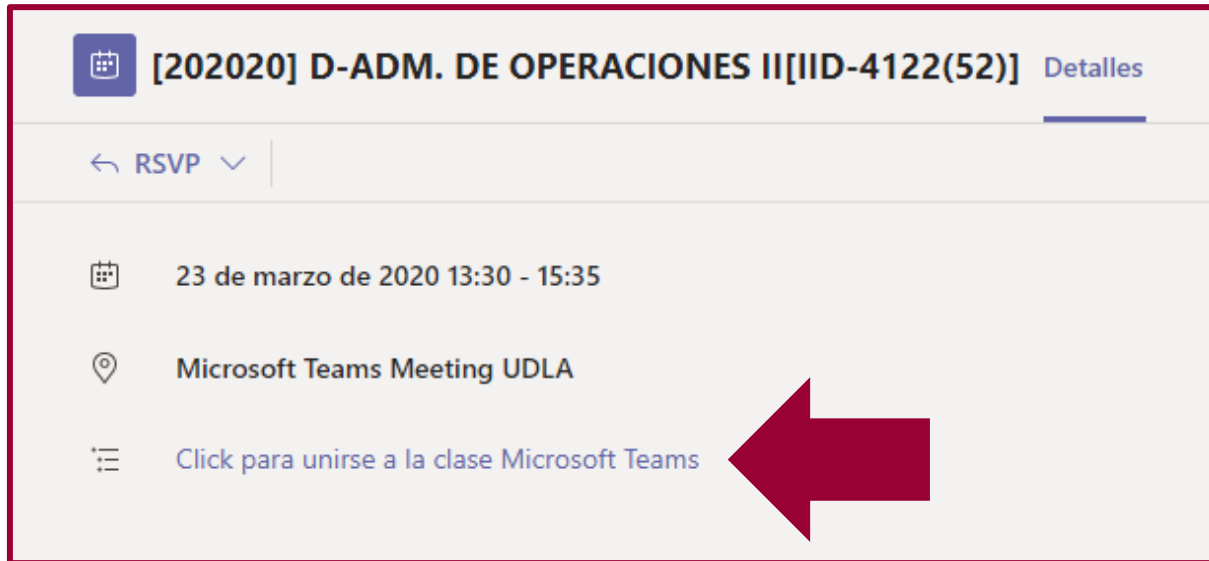 [202020] D-ADM. DE OPERACIONES II[IID-4122(52)] Detalles
RSVP
23 de marzo de 2020 13:30 - 15:35
Microsoft Teams Meeting UDLA
Click para unirse a la clase Microsoft Teams